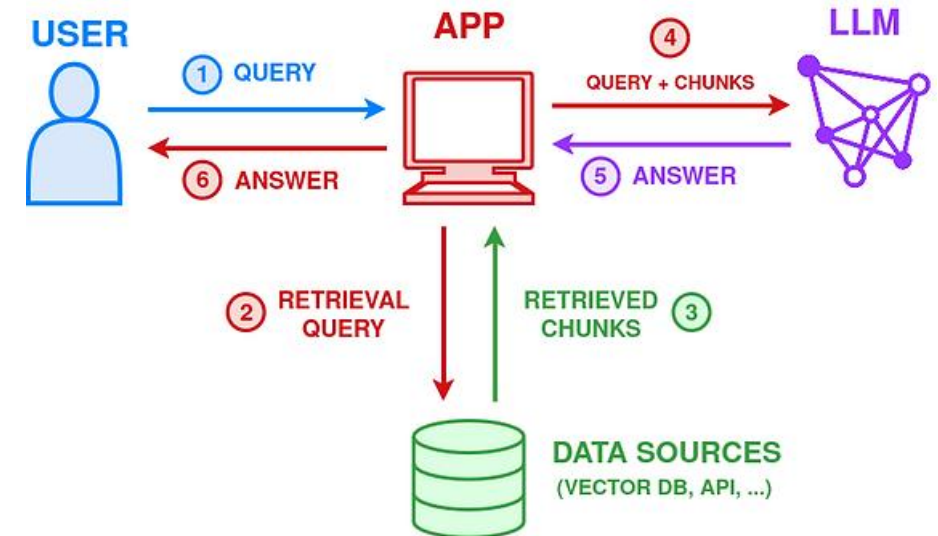 USER
APP
LLM
1 QUERY
4
QUERY + CHUNKS
6 ANSWER
5 ANSWER
2 RETRIEVAL
QUERY
RETRIEVED 3
CHUNKS
DATA SOURCES
(VECTOR DB, API, ...)